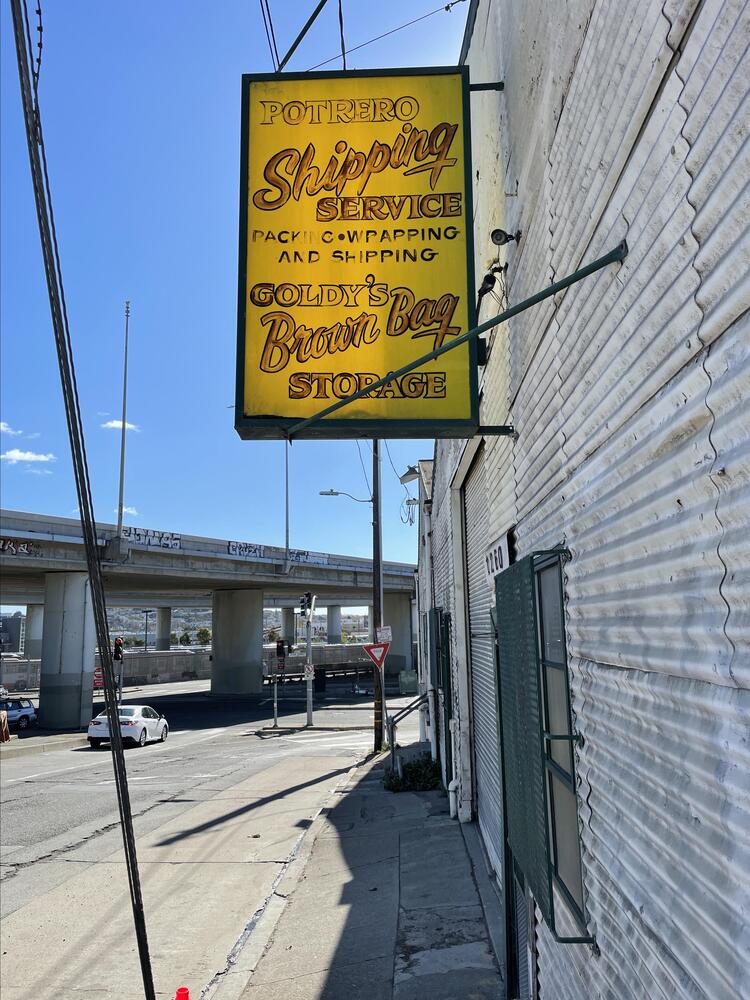 POTRERO
Shipping
SERVICE
PACKING•WRAPPING
AND SHIPPING
GOLDY'S
Brown Bag
STORAGE